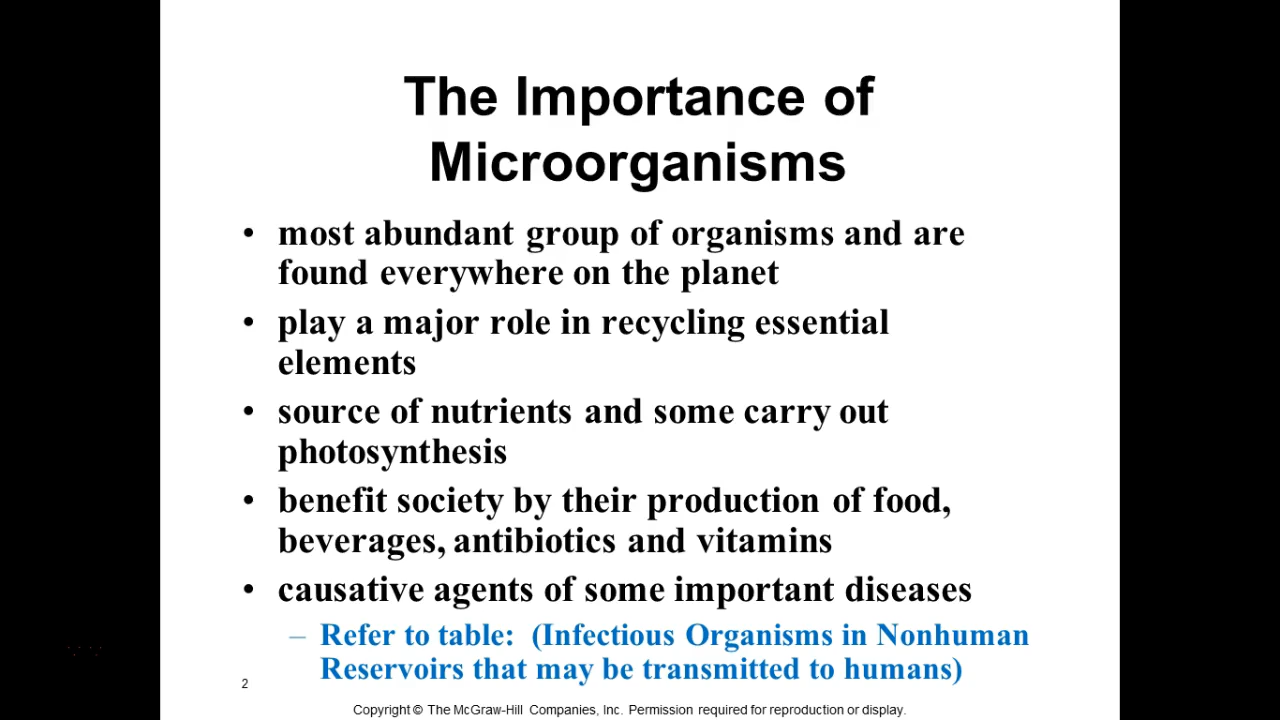 The Importance of
Microorganisms
• most abundant group of organisms and are
found everywhere on the planet
• play a major role in recycling essential
elements
• source of nutrients and some carry out
photosynthesis
• benefit society by their production of food,
beverages, antibiotics and vitamins
• causative agents of some important diseases
– Refer to table: (Infectious Organisms in Nonhuman
Reservoirs that may be transmitted to humans)
2
Copyright © The McGraw-Hill Companies, Inc. Permission required for reproduction or display.